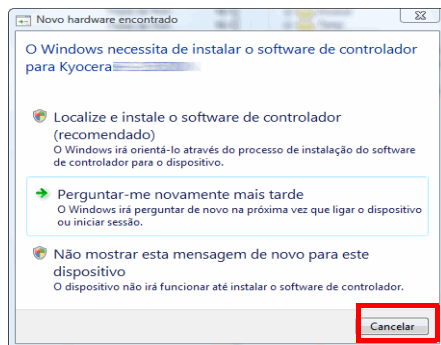 Novo hardware encontrado
O Windows necessita de instalar o software de controlador
para Kyocera
Localize e instale o software de controlador
(recomendado)
O Windows irá orientá-lo através do processo de instalação do software
de controlador para o dispositivo.
Perguntar-me novamente mais tarde
O Windows irá perguntar de novo na próxima vez que ligar o dispositivo
ou iniciar sessão.
Não mostrar esta mensagem de novo para este
dispositivo
O dispositivo não irá funcionar até instalar o software de controlador.
Cancelar